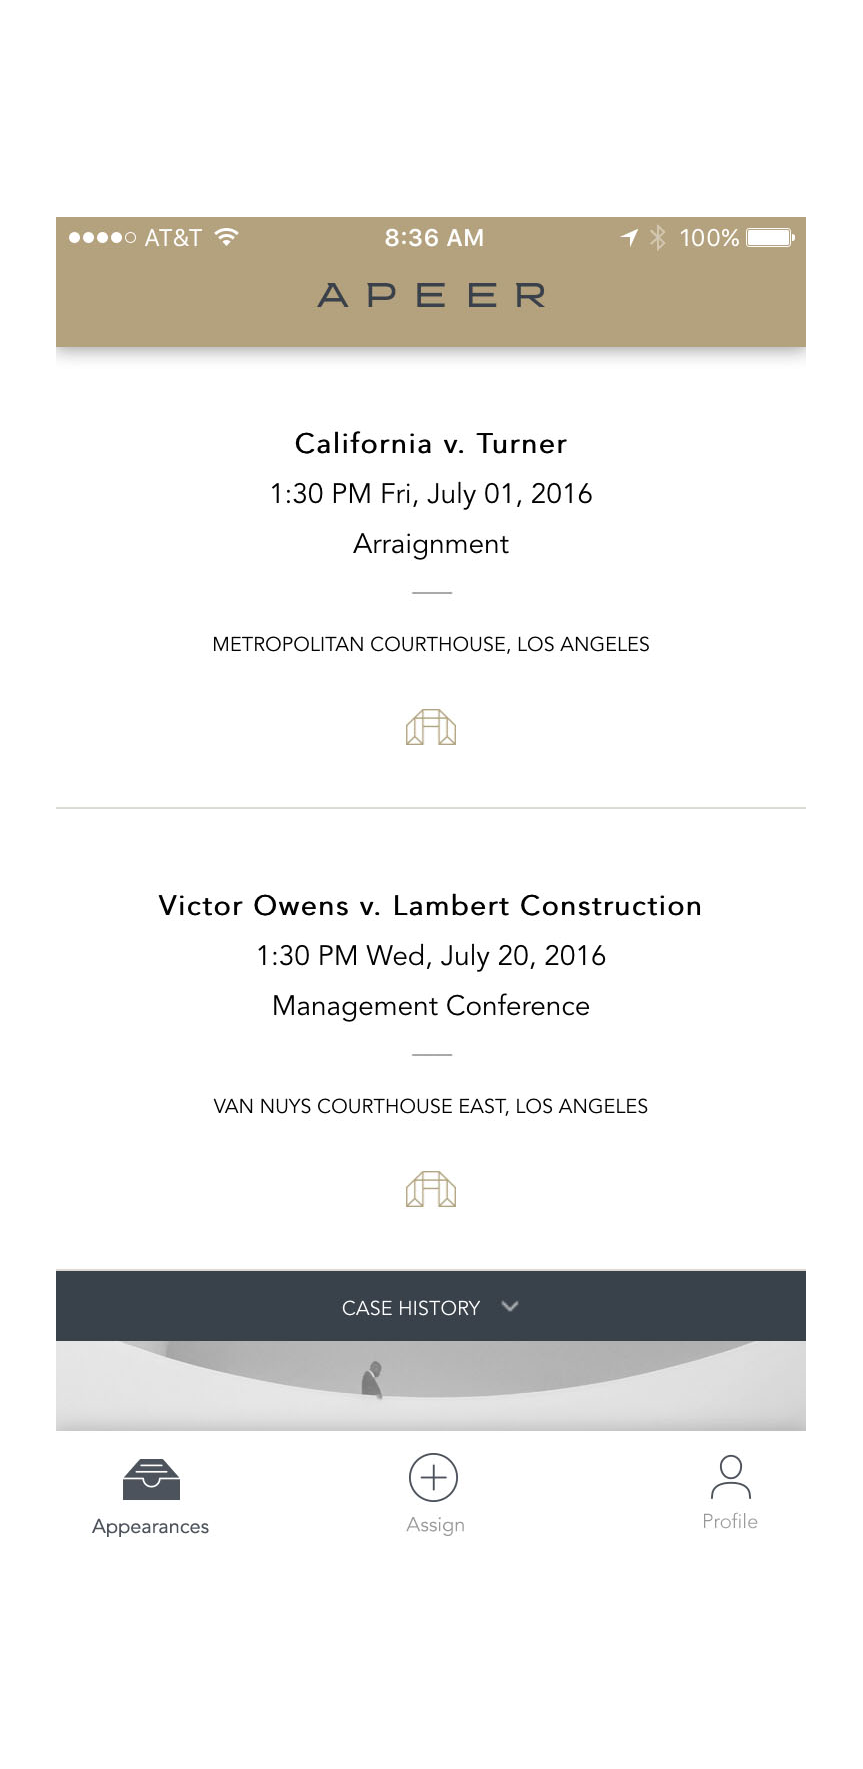 AT&T 8:36 AM 100%
APEER
California v. Turner
1:30 PM Fri, July 01, 2016
Arraignment
METROPOLITAN COURTHOUSE, LOS ANGELES
Victor Owens v. Lambert Construction
1:30 PM Wed, July 20, 2016
Management Conference
VAN NUYS COURTHOUSE EAST, LOS ANGELES
CASE HISTORY
Appearances Assign Profile